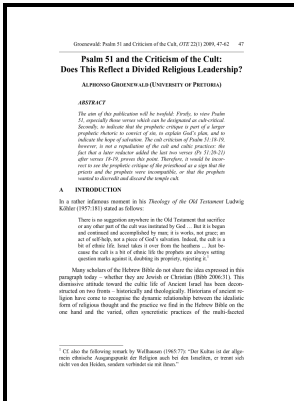 Groenewald: Psalm 51 and Criticism of the Cult, OTE 22/1 2009, 47-62 47
Psalm 51 and the Criticism of the Cult:
Does This Reflect a Divided Religious Leadership?
ALPHONSO GROENEWALD (UNIVERSITY OF PRETORIA)
ABSTRACT
The aim of this publication will be twofold. Firstly, to view Psalm
51, especially those verses which can be designated as cult-critical.
Secondly, to indicate that the prophetic critique is part of a larger
prophetic rhetoric to convict of sin, to explain God's plan, and to
indicate the hope of salvation. The cult criticism of Psalm 51:18-19,
however, is not a repudiation of the cult and cultic practices: the
fact that a later redactor added the last two verses (Ps 51:20-21)
after verses 18-19, proves this point. Therefore, it would be incor-
rect to see the prophetic critique of the priesthood as a sign that the
priests and the prophets were incompatible, or that the prophets
wanted to discredit and discard the temple cult.
A INTRODUCTION
In a rather infamous moment in his Theology of the Old Testament Ludwig
Köhler (1957:181) stated as follows:
There is no suggestion anywhere in the Old Testament that sacrifice
or any other part of the cult was instituted by God … But it is begun
and continued and accomplished by man; it is works, not grace; an
act of self-help, not a piece of God's salvation. Indeed, the cult is a
bit of ethnic life. Israel takes it over from the heathens … Just be-
cause the cult is a bit of ethnic life the prophets are always setting
question marks against it, doubting its propriety, rejecting it.¹
Many scholars of the Hebrew Bible do not share the idea expressed in this
paragraph today – whether they are Jewish or Christian (Bibb 2006:31). This
dismissive attitude toward the cultic life of Ancient Israel has been decon-
structed on two fronts – historically and theologically. Historians of ancient re-
ligion have come to recognise the dynamic relationship between the idealistic
form of religious thought and the practice we find in the Hebrew Bible on the
one hand and the varied, often syncretistic practices of the multi-faceted
¹ Cf. also the following remark by Wellhausen (1965:77): "Der Kultus ist der allge-
mein ethnische Ausgangspunkt der Religion auch bei den Israeliten, er trennt sich
nicht von den Heiden, sondern verbindet sie mit ihnen."